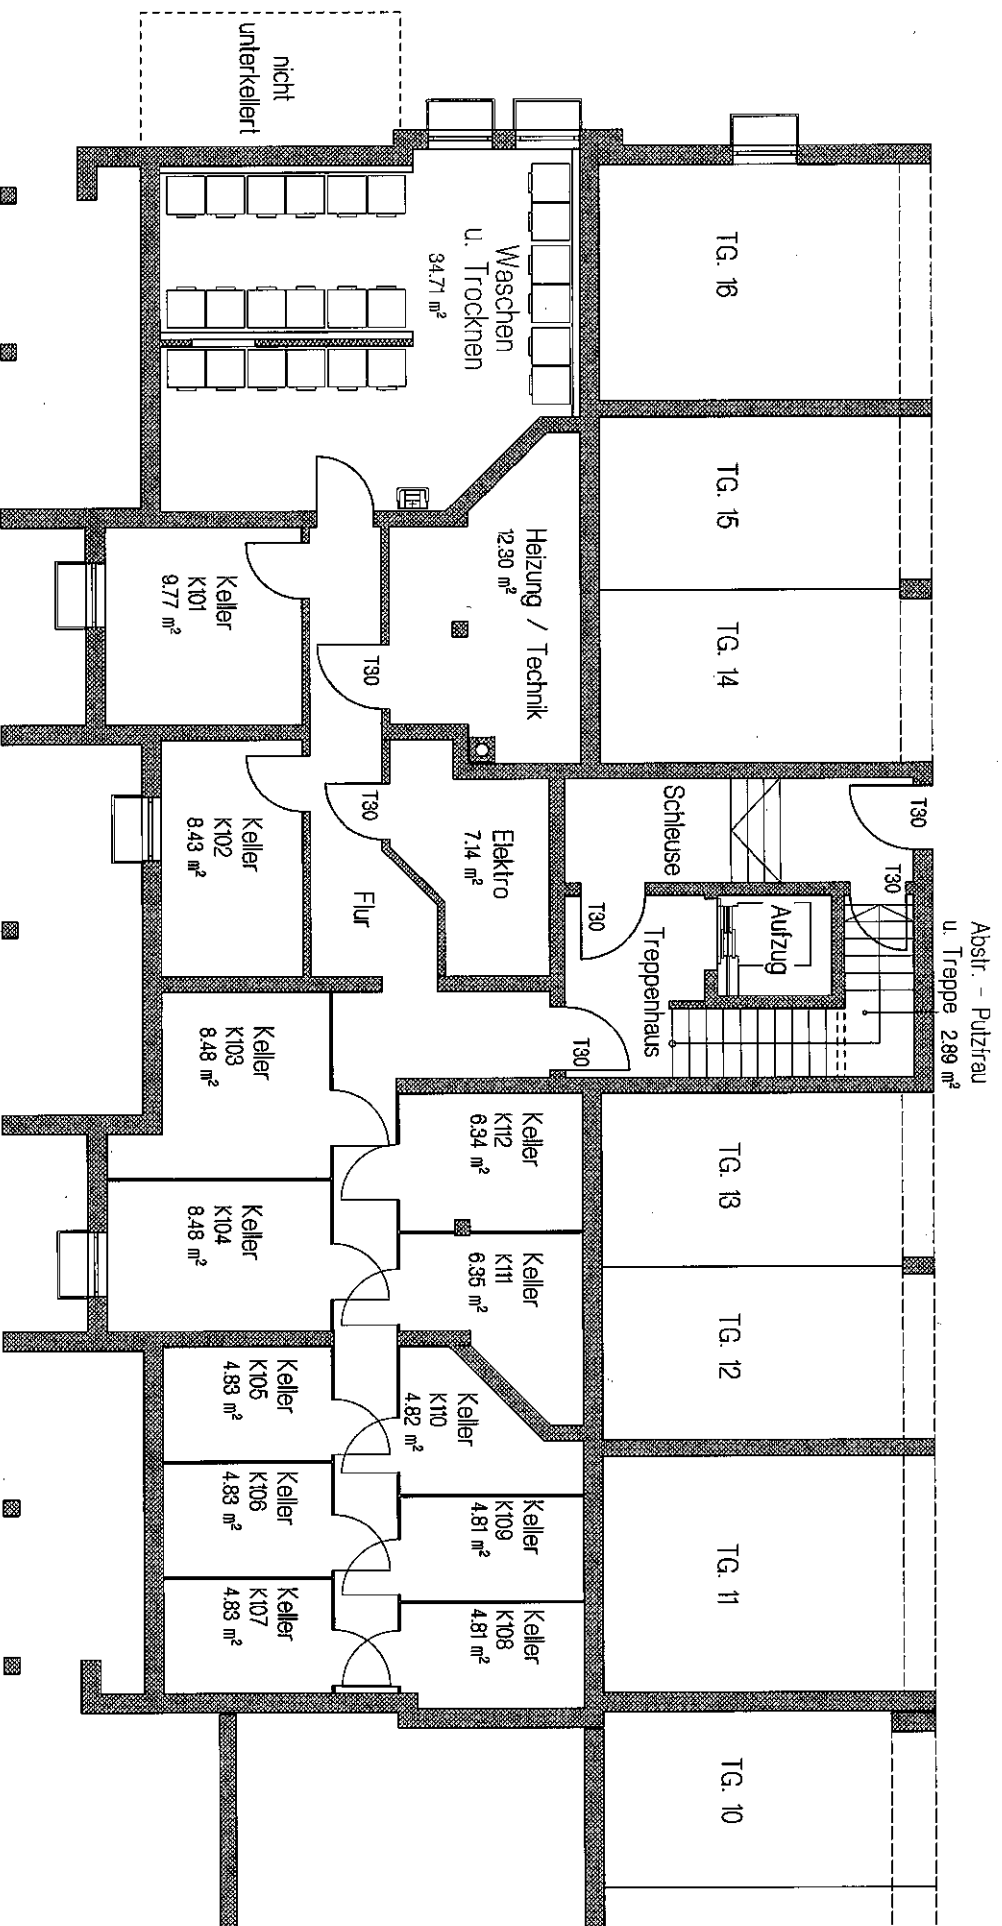 Abstr. - Putzfrau
u. Treppe 2.89 m²
TG. 16
TG. 15
TG. 14
TG. 13
TG. 12
TG. 11
TG. 10
T30
T30
Aufzug
Schleuse
T30
Treppenhaus
T30
nicht
unterkellert
Waschen
u. Trocknen
34.71 m²
Heizung / Technik
12.30 m²
Elektro
7.14 m²
T30
T30
Flur
Keller
K112
6.34 m²
Keller
K111
6.35 m²
Keller
K110
4.82 m²
Keller
K109
4.81 m²
Keller
K108
4.81 m²
Keller
K101
9.77 m²
Keller
K102
8.43 m²
Keller
K103
8.48 m²
Keller
K104
8.48 m²
Keller
K105
4.83 m²
Keller
K106
4.83 m²
Keller
K107
4.83 m²